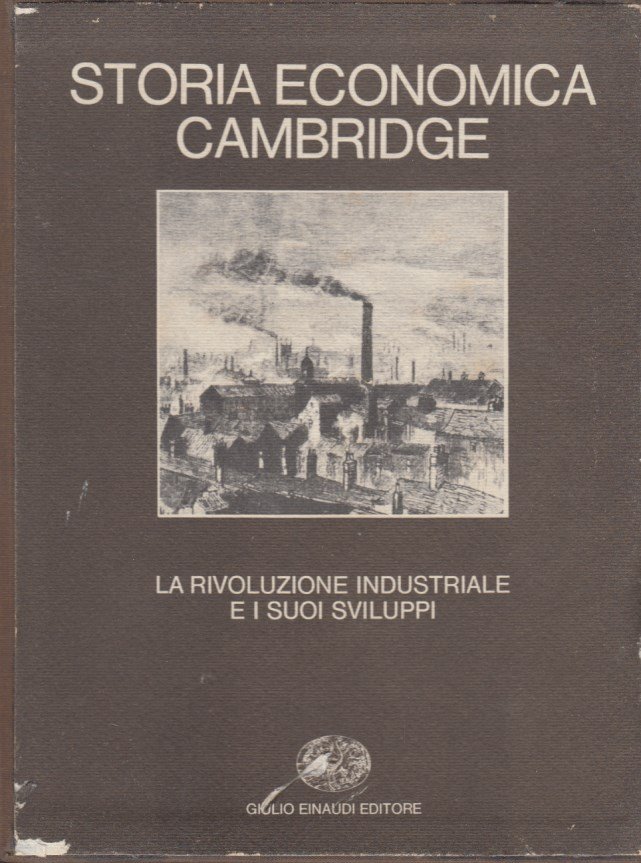 STORIA ECONOMICA
CAMBRIDGE
LA RIVOLUZIONE INDUSTRIALE
E I SUOI SVILUPPI
GIULIO EINAUDI EDITORE